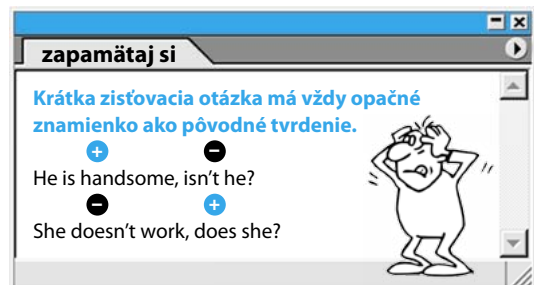 zapamätaj si
Krátka zisťovacia otázka má vždy opačné
znamienko ako pôvodné tvrdenie.
+ −
He is handsome, isn’t he?
− +
She doesn’t work, does she?